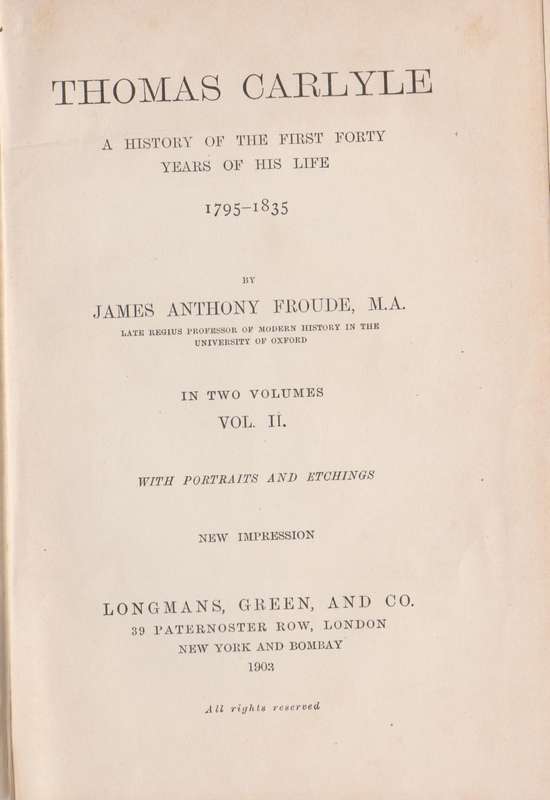 THOMAS CARLYLE
A HISTORY OF THE FIRST FORTY
YEARS OF HIS LIFE
1795–1835
BY
JAMES ANTHONY FROUDE, M.A.
LATE REGIUS PROFESSOR OF MODERN HISTORY IN THE
UNIVERSITY OF OXFORD
IN TWO VOLUMES
VOL. II.
WITH PORTRAITS AND ETCHINGS
NEW IMPRESSION
LONGMANS, GREEN, AND CO.
39 PATERNOSTER ROW, LONDON
NEW YORK AND BOMBAY
1903
All rights reserved